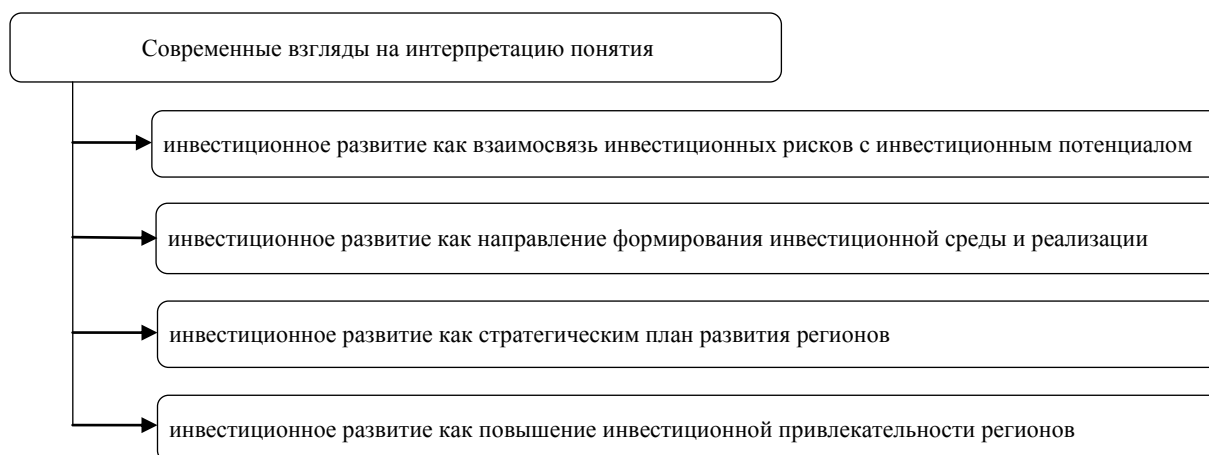 Современные взгляды на интерпретацию понятия
инвестиционное развитие как взаимосвязь инвестиционных рисков с инвестиционным потенциалом
инвестиционное развитие как направление формирования инвестиционной среды и реализации
инвестиционное развитие как стратегическим план развития регионов
инвестиционное развитие как повышение инвестиционной привлекательности регионов